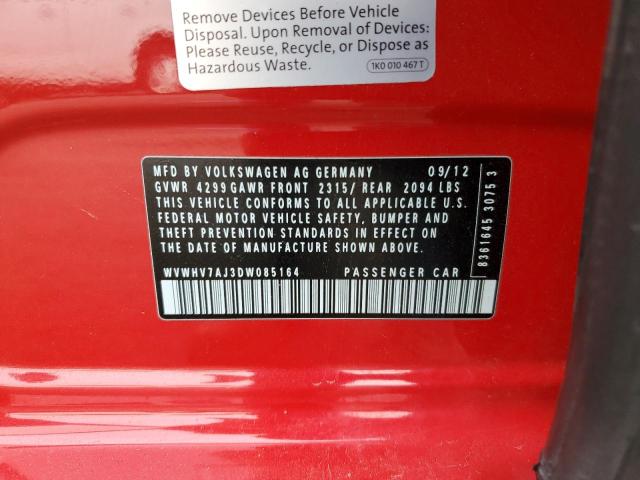 Remove Devices Before Vehicle
Disposal. Upon Removal of Devices:
Please Reuse, Recycle, or Dispose as
Hazardous Waste.
1K0 010 467 T
MFD BY VOLKSWAGEN AG GERMANY 09/12
GVWR 4299 GAWR FRONT 2315/ REAR 2094 LBS
THIS VEHICLE CONFORMS TO ALL APPLICABLE U.S.
FEDERAL MOTOR VEHICLE SAFETY, BUMPER AND
THEFT PREVENTION STANDARDS IN EFFECT ON
THE DATE OF MANUFACTURE SHOWN ABOVE.
WVWHV7AJ3DW085164 PASSENGER CAR
8361645 3075 3